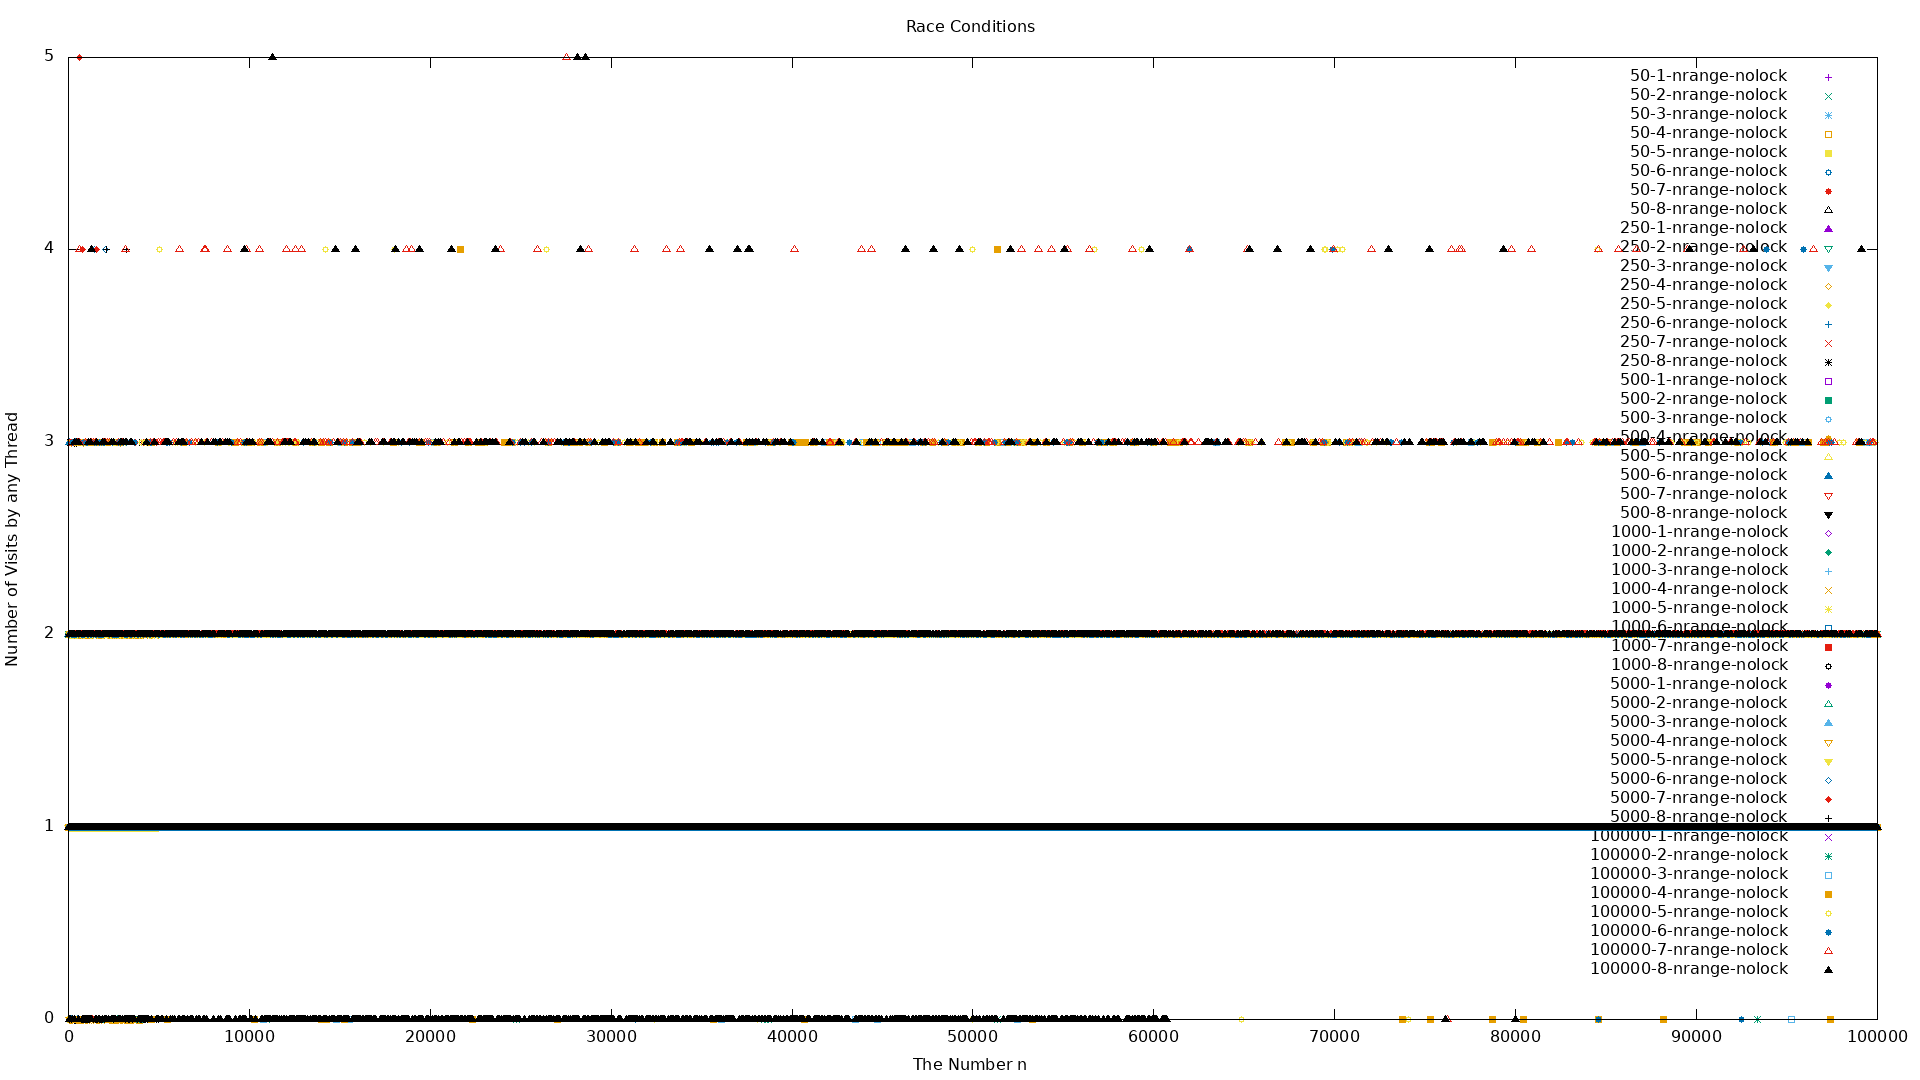 Race Conditions
5
4
3
2
1
0
Number of Visits by any Thread
50-1-nrange-nolock
50-2-nrange-nolock
50-3-nrange-nolock
50-4-nrange-nolock
50-5-nrange-nolock
50-6-nrange-nolock
50-7-nrange-nolock
50-8-nrange-nolock
250-1-nrange-nolock
250-2-nrange-nolock
250-3-nrange-nolock
250-4-nrange-nolock
250-5-nrange-nolock
250-6-nrange-nolock
250-7-nrange-nolock
250-8-nrange-nolock
500-1-nrange-nolock
500-2-nrange-nolock
500-3-nrange-nolock
500-4-nrange-nolock
500-5-nrange-nolock
500-6-nrange-nolock
500-7-nrange-nolock
500-8-nrange-nolock
1000-1-nrange-nolock
1000-2-nrange-nolock
1000-3-nrange-nolock
1000-4-nrange-nolock
1000-5-nrange-nolock
1000-6-nrange-nolock
1000-7-nrange-nolock
1000-8-nrange-nolock
5000-1-nrange-nolock
5000-2-nrange-nolock
5000-3-nrange-nolock
5000-4-nrange-nolock
5000-5-nrange-nolock
5000-6-nrange-nolock
5000-7-nrange-nolock
5000-8-nrange-nolock
100000-1-nrange-nolock
100000-2-nrange-nolock
100000-3-nrange-nolock
100000-4-nrange-nolock
100000-5-nrange-nolock
100000-6-nrange-nolock
100000-7-nrange-nolock
100000-8-nrange-nolock
0 10000 20000 30000 40000 50000 60000 70000 80000 90000 100000
The Number n